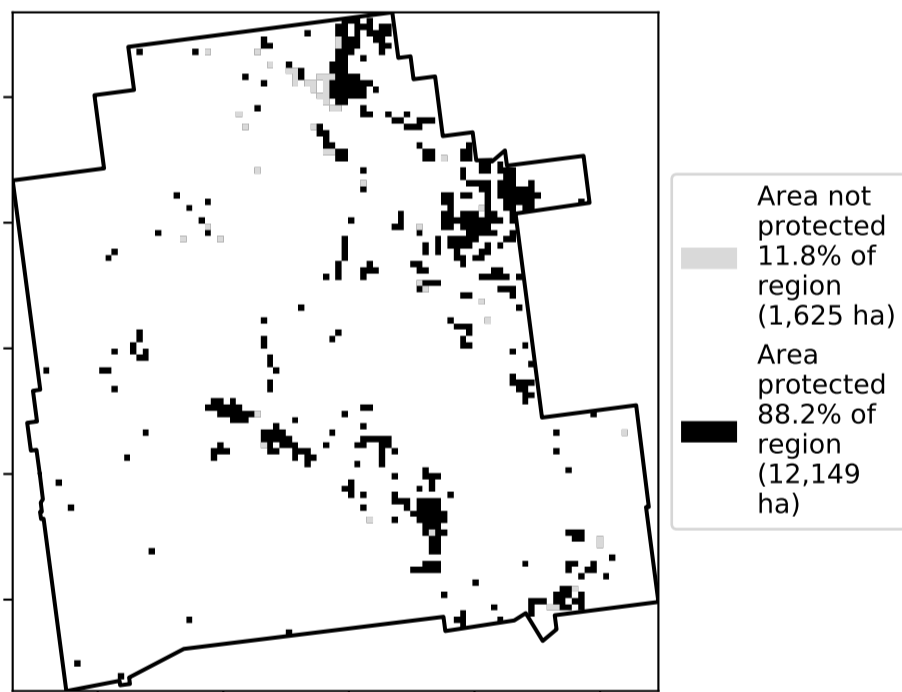 Area not
protected
11.8% of
region
(1,625 ha)
Area
protected
88.2% of
region
(12,149
ha)